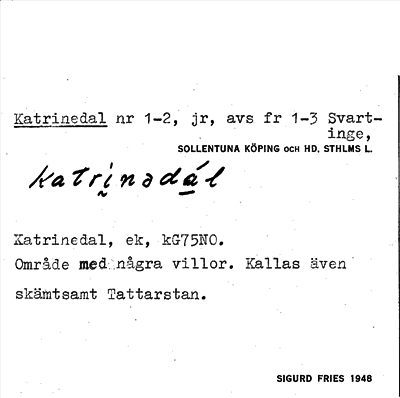 Katrinedal nr 1-2, jr, avs fr 1-3 Svart-
inge,
SOLLENTUNA KÖPING OCH HD, STHLMS L.
katrḭnədá̠l
Katrinedal, ek, kG75NO.
Område med några villor. Kallas även
skämtsamt Tattarstan.
SIGURD FRIES 1948